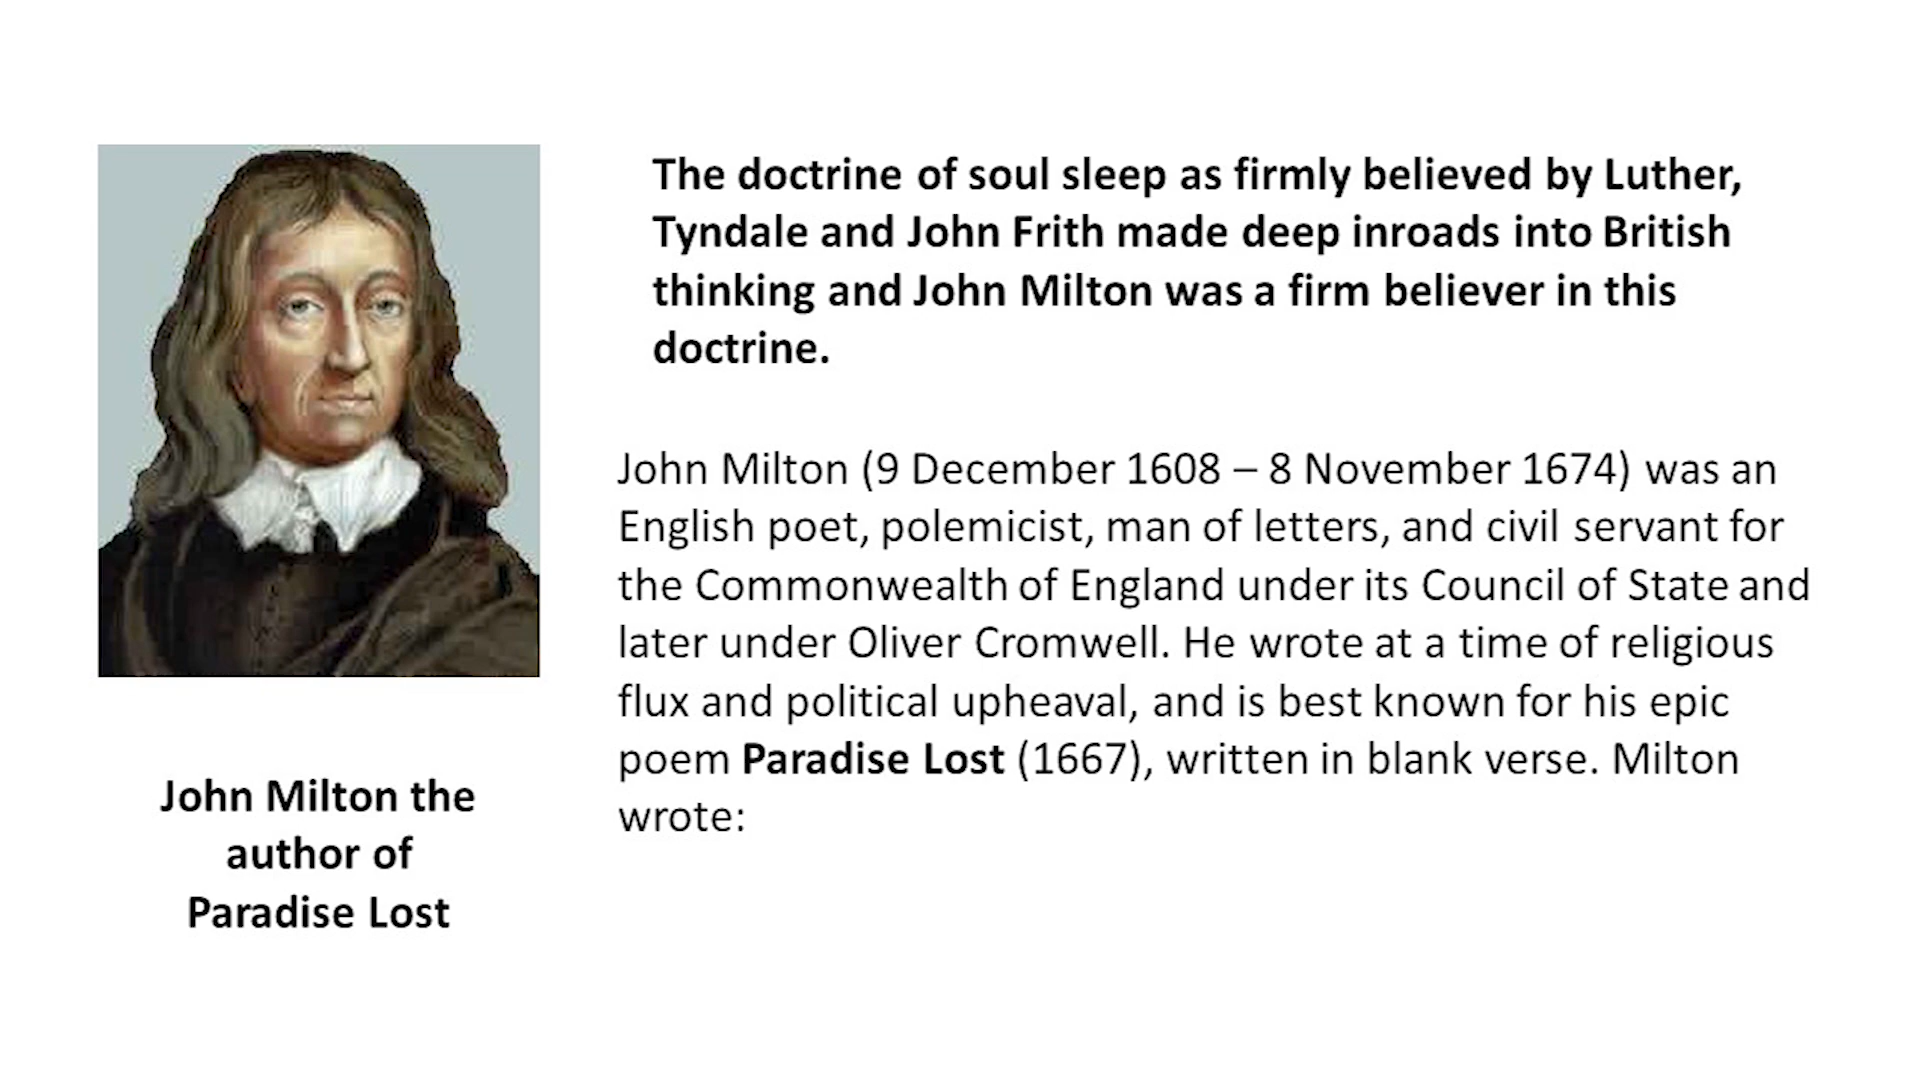 The doctrine of soul sleep as firmly believed by Luther,
Tyndale and John Frith made deep inroads into British
thinking and John Milton was a firm believer in this
doctrine.
John Milton (9 December 1608 – 8 November 1674) was an
English poet, polemicist, man of letters, and civil servant for
the Commonwealth of England under its Council of State and
later under Oliver Cromwell. He wrote at a time of religious
flux and political upheaval, and is best known for his epic
poem Paradise Lost (1667), written in blank verse. Milton
wrote:
John Milton the
author of
Paradise Lost